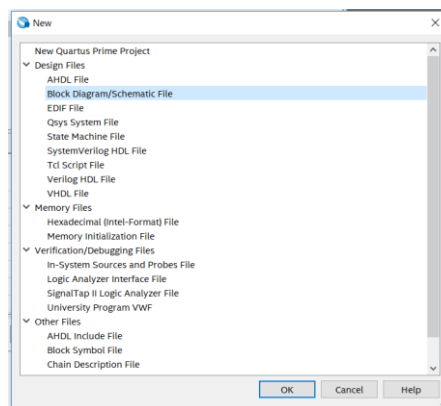 New
New Quartus Prime Project
Design Files
AHDL File
Block Diagram/Schematic File
EDIF File
Qsys System File
State Machine File
SystemVerilog HDL File
Tcl Script File
Verilog HDL File
VHDL File
Memory Files
Hexadecimal (Intel-Format) File
Memory Initialization File
Verification/Debugging Files
In-System Sources and Probes File
Logic Analyzer Interface File
SignalTap II Logic Analyzer File
University Program VWF
Other Files
AHDL Include File
Block Symbol File
Chain Description File
OK Cancel Help